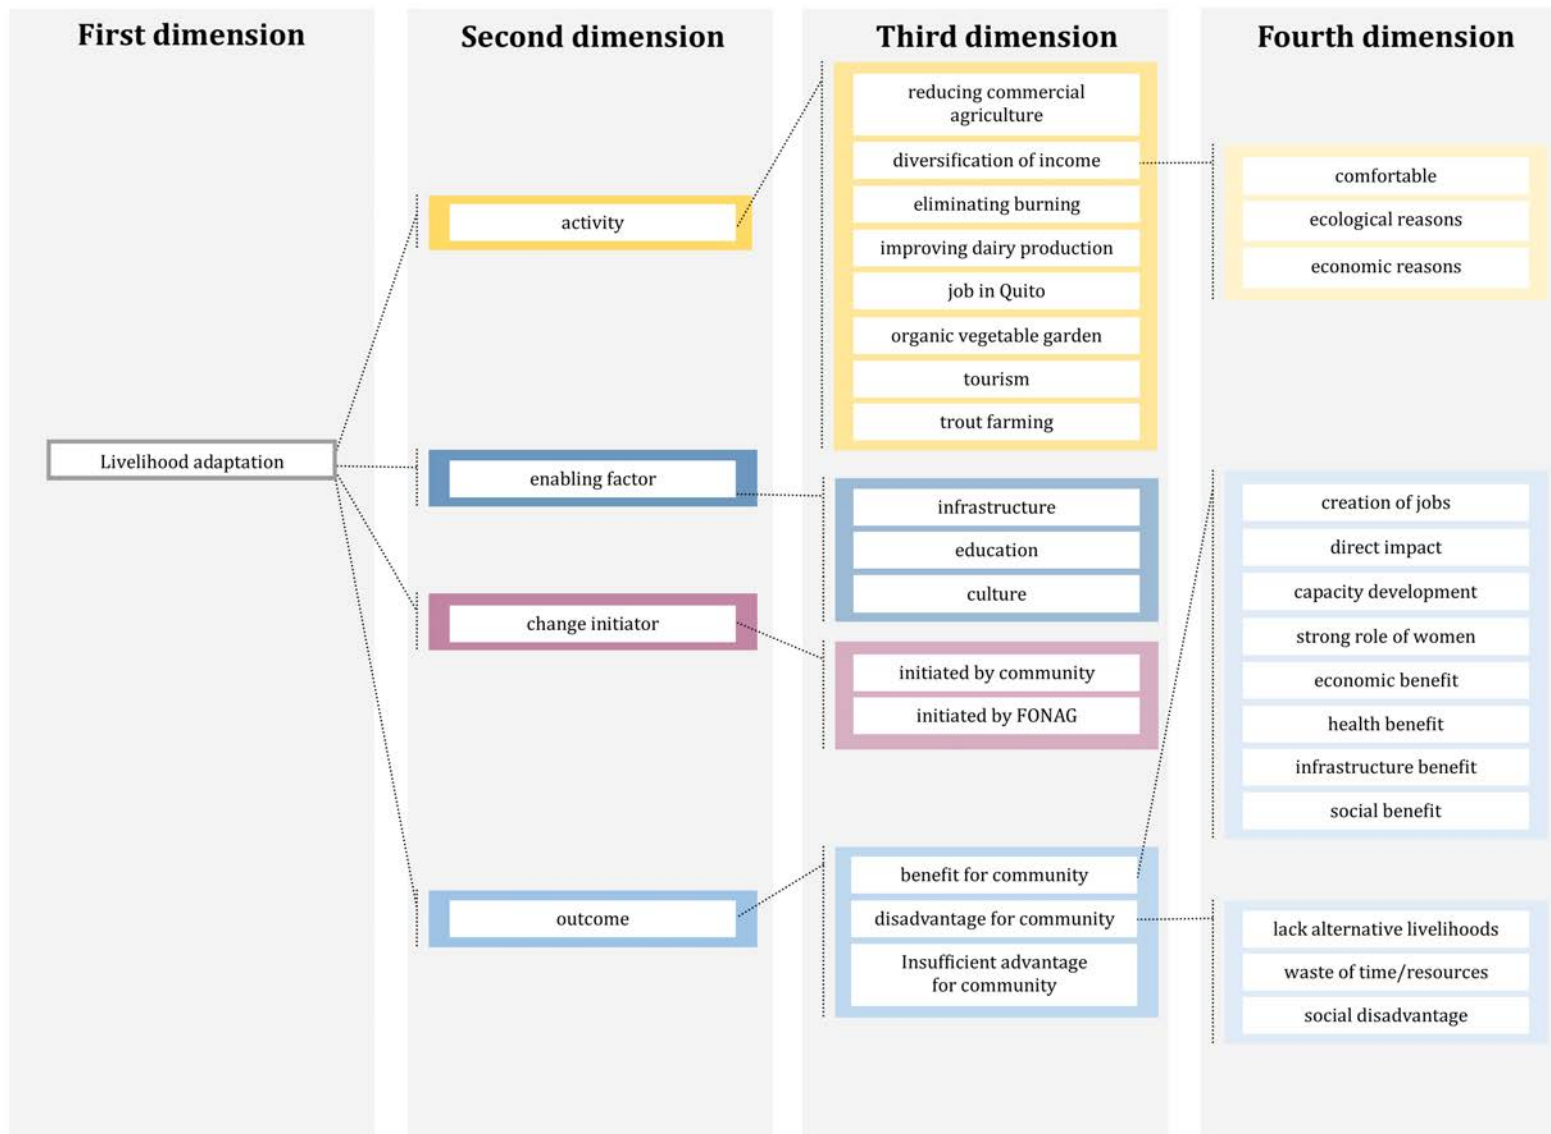 First dimension
Second dimension
Third dimension
Fourth dimension
Livelihood adaptation
activity
enabling factor
change initiator
outcome
reducing commercial
agriculture
diversification of income
eliminating burning
improving dairy production
job in Quito
organic vegetable garden
tourism
trout farming
infrastructure
education
culture
initiated by community
initiated by FONAG
benefit for community
disadvantage for community
Insufficient advantage
for community
comfortable
ecological reasons
economic reasons
creation of jobs
direct impact
capacity development
strong role of women
economic benefit
health benefit
infrastructure benefit
social benefit
lack alternative livelihoods
waste of time/resources
social disadvantage